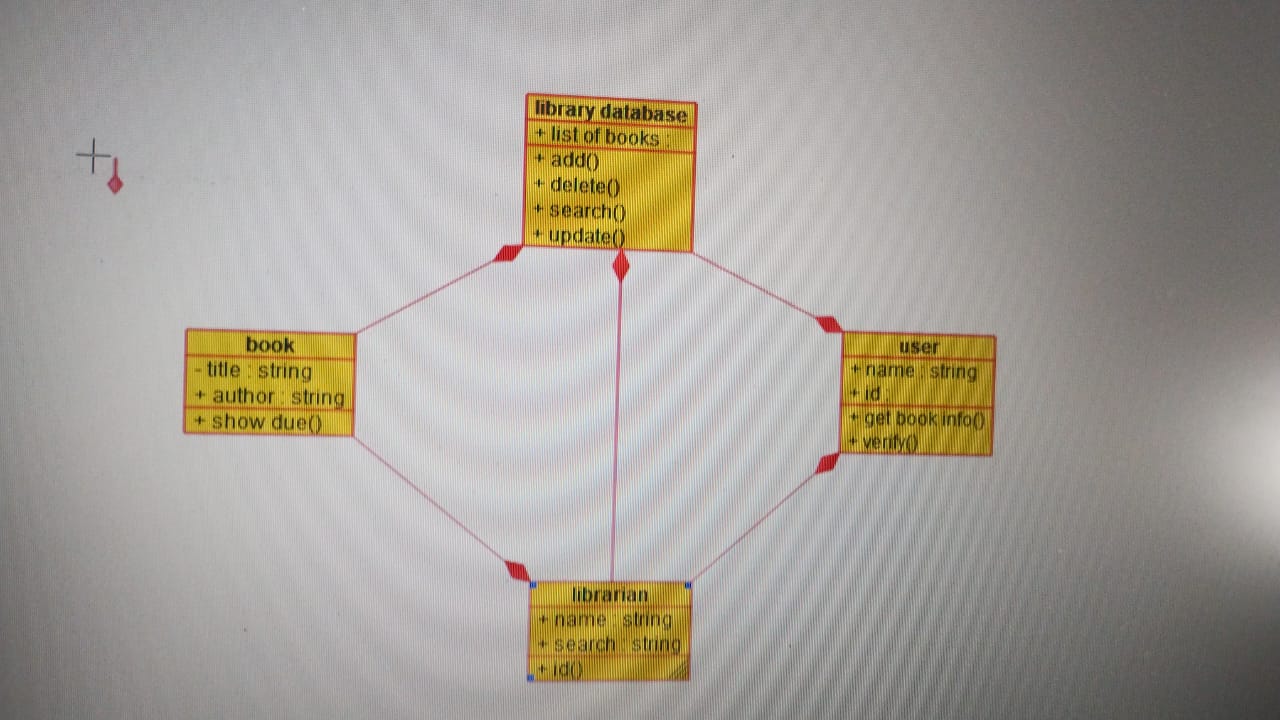 library database
+ list of books :
+ add()
+ delete()
+ search()
+ update()
book
- title : string
+ author : string
+ show due()
user
+ name : string
+ id :
+ get book info()
+ verify()
librarian
+ name : string
+ search : string
+ id()